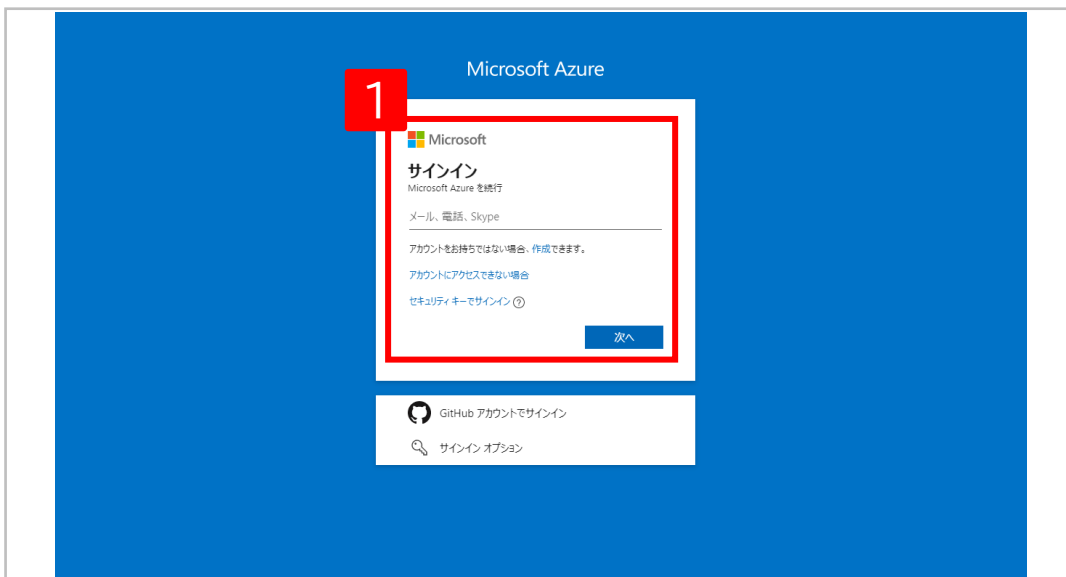 Microsoft Azure
1
Microsoft
サインイン
Microsoft Azure を続行
メール、電話、Skype
アカウントをお持ちではない場合、作成できます。
アカウントにアクセスできない場合
セキュリティ キーでサインイン ?
次へ
GitHub アカウントでサインイン
サインイン オプション